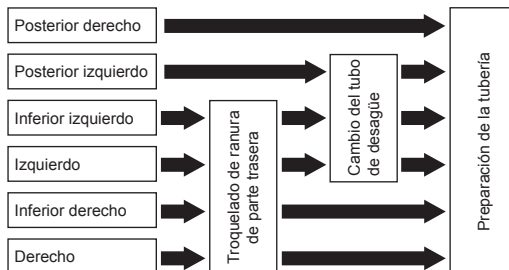 Posterior derecho
Posterior izquierdo
Inferior izquierdo
Izquierdo
Inferior derecho
Derecho
Troquelado de ranura
de parte trasera
Cambio del tubo
de desagüe
Preparación de la tubería